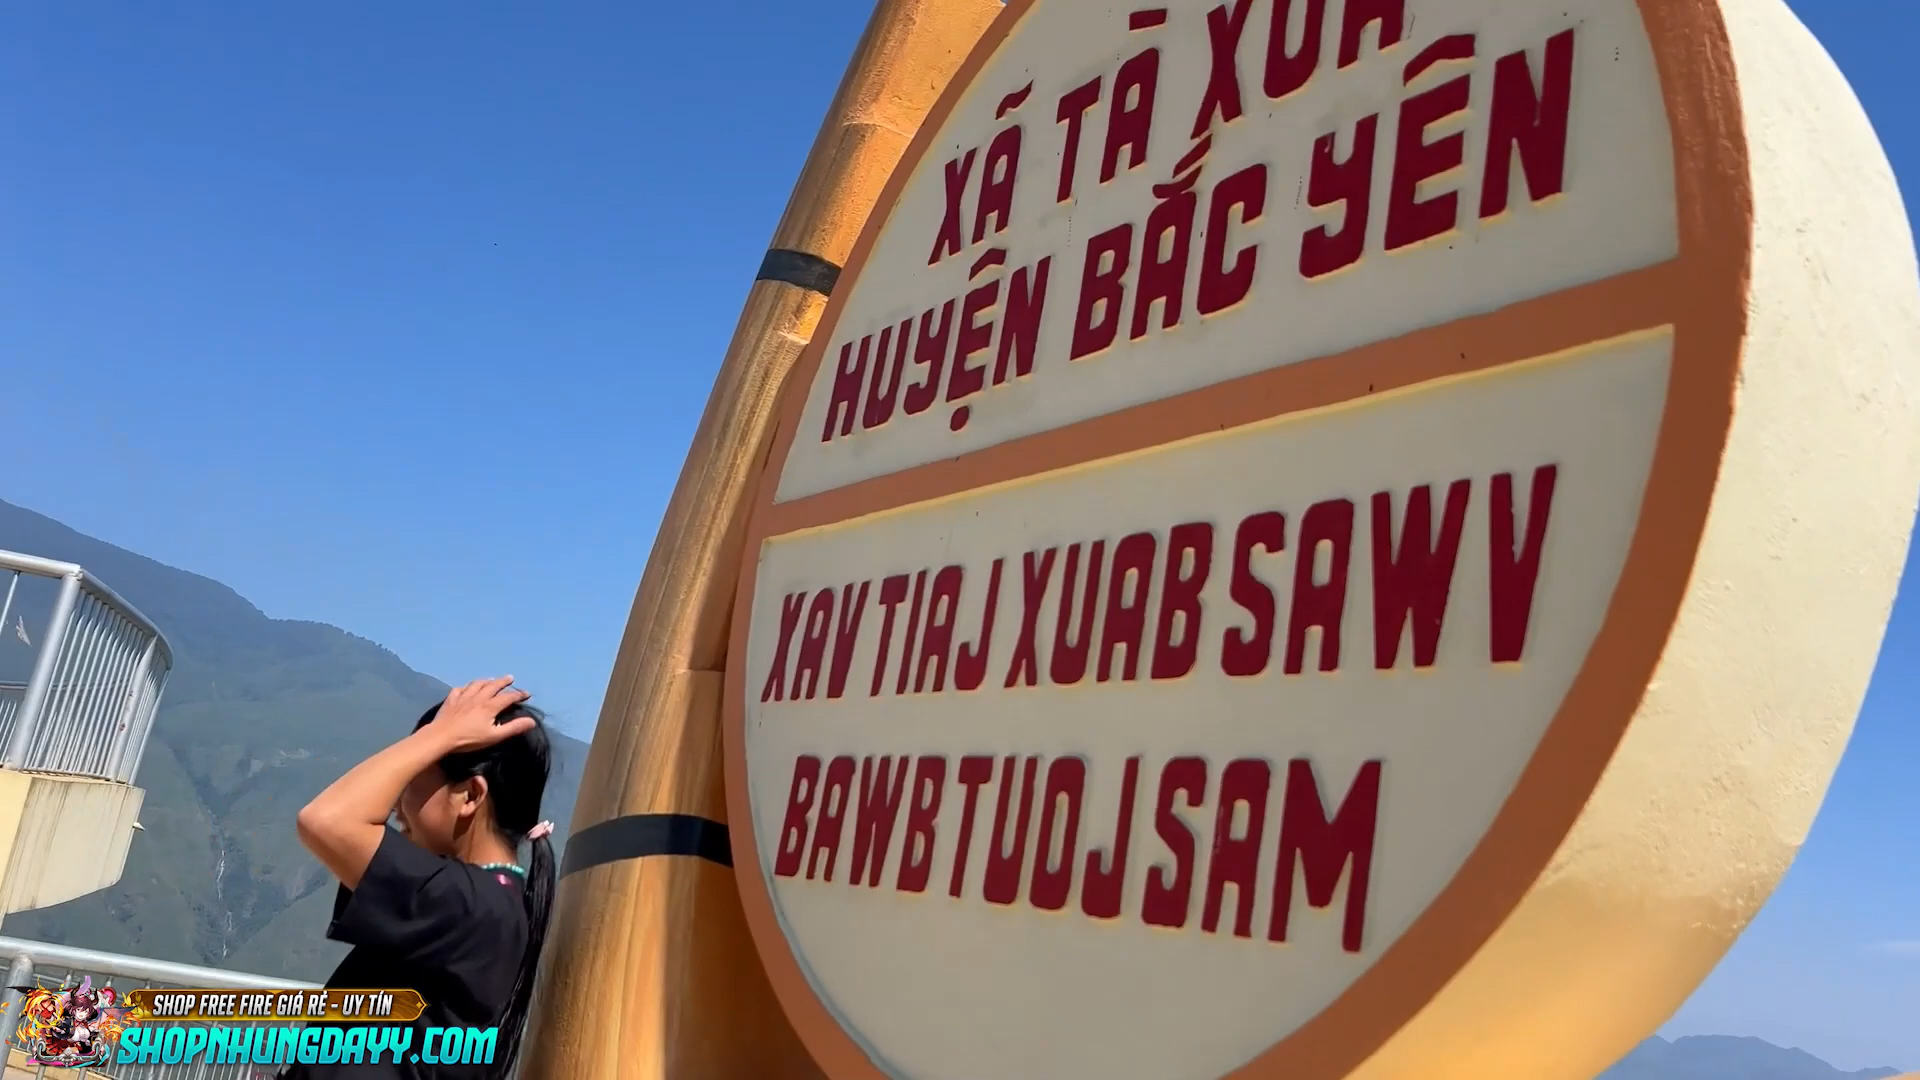 XÃ TÀ XÙA
HUYỆN BẮC YÊN
XAV TIAJ XUAB SAWV
BAWB TUOJ SAM
SHOP FREE FIRE GIÁ RẺ - UY TÍN
SHOPNHUNGDAYY.COM